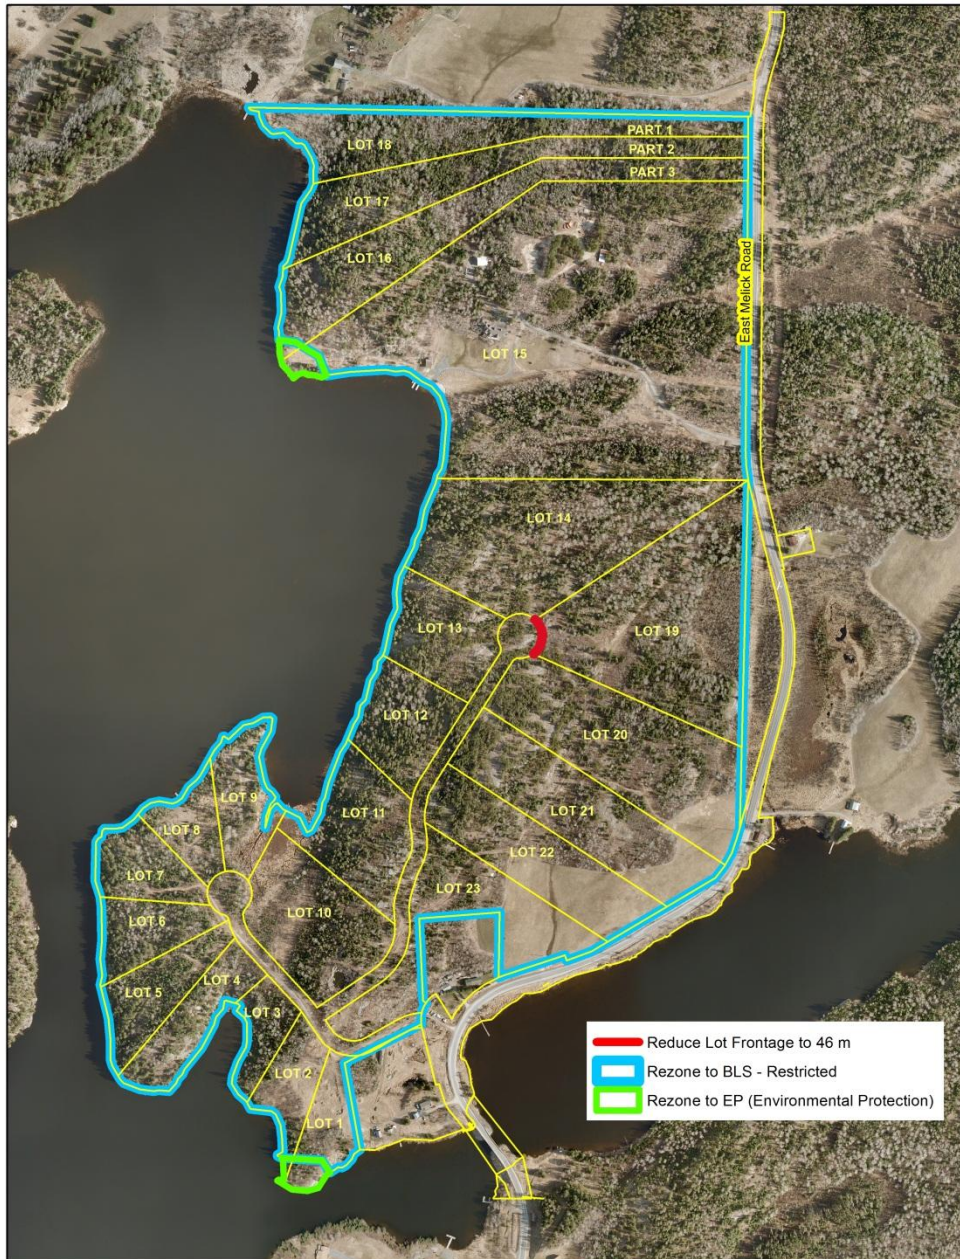 PART 1
LOT 18
PART 2
PART 3
LOT 17
LOT 16
East Melick Road
LOT 15
LOT 14
LOT 13
LOT 19
LOT 12
LOT 20
LOT 9
LOT 11
LOT 21
LOT 8
LOT 22
LOT 7
LOT 23
LOT 6
LOT 10
LOT 4
LOT 5
LOT 3
LOT 2
LOT 1
Reduce Lot Frontage to 46 m
Rezone to BLS - Restricted
Rezone to EP (Environmental Protection)